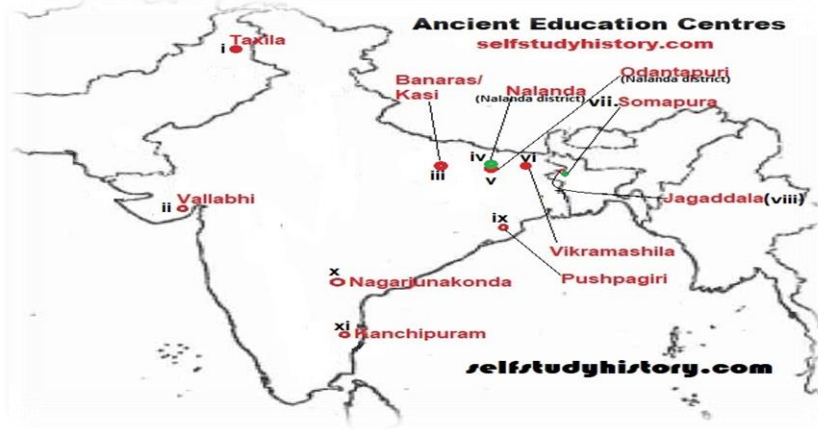 Ancient Education Centres
selfstudyhistory.com
i Taxila
Banaras/
Kasi
iii
Nalanda
(Nalanda district)
iv
Odantapuri
(Nalanda district)
v
vi
vii. Somapura
ii Vallabhi
Jagaddala(viii)
ix
Vikramashila
Pushpagiri
x
Nagarjunakonda
xi
Kanchipuram
selfstudyhistory.com